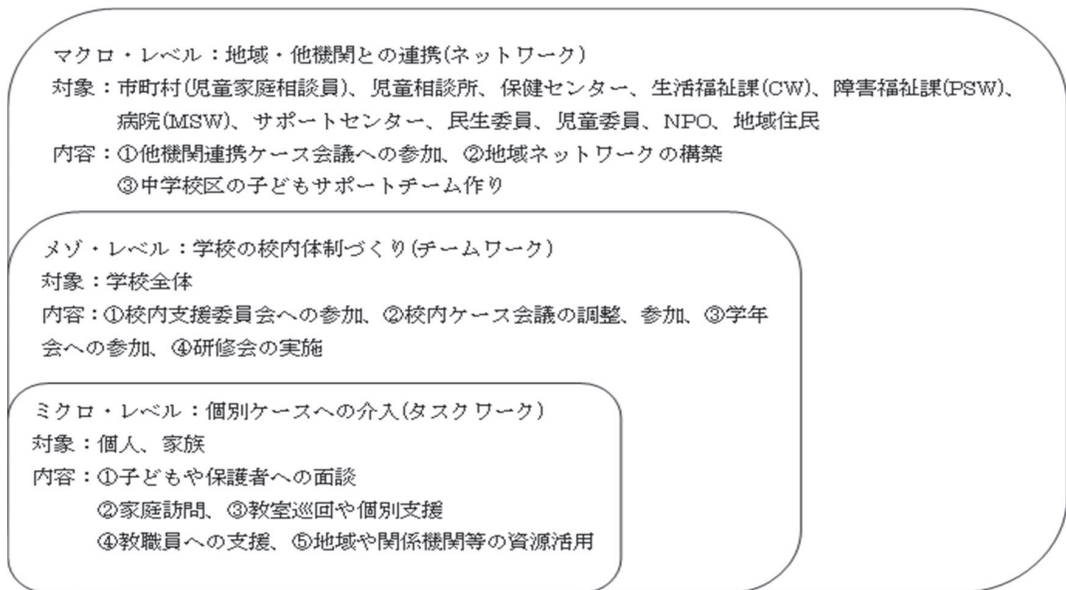 マクロ・レベル：地域・他機関との連携(ネットワーク)
対象：市町村(児童家庭相談員)、児童相談所、保健センター、生活福祉課(CW)、障害福祉課(PSW)、
病院(MSW)、サポートセンター、民生委員、児童委員、NPO、地域住民
内容：①他機関連携ケース会議への参加、②地域ネットワークの構築
③中学校区の子どもサポートチーム作り
メゾ・レベル：学校の校内体制づくり(チームワーク)
対象：学校全体
内容：①校内支援委員会への参加、②校内ケース会議の調整、参加、③学年
会への参加、④研修会の実施
ミクロ・レベル：個別ケースへの介入(タスクワーク)
対象：個人、家族
内容：①子どもや保護者への面談
②家庭訪問、③教室巡回や個別支援
④教職員への支援、⑤地域や関係機関等の資源活用